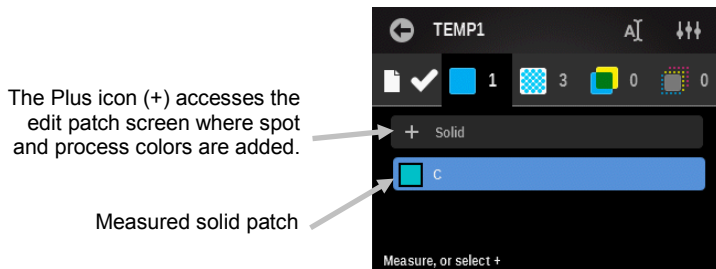 TEMP1
A
1
3
0
0
The Plus icon (+) accesses the
edit patch screen where spot
and process colors are added.
+ Solid
C
Measured solid patch
Measure, or select +